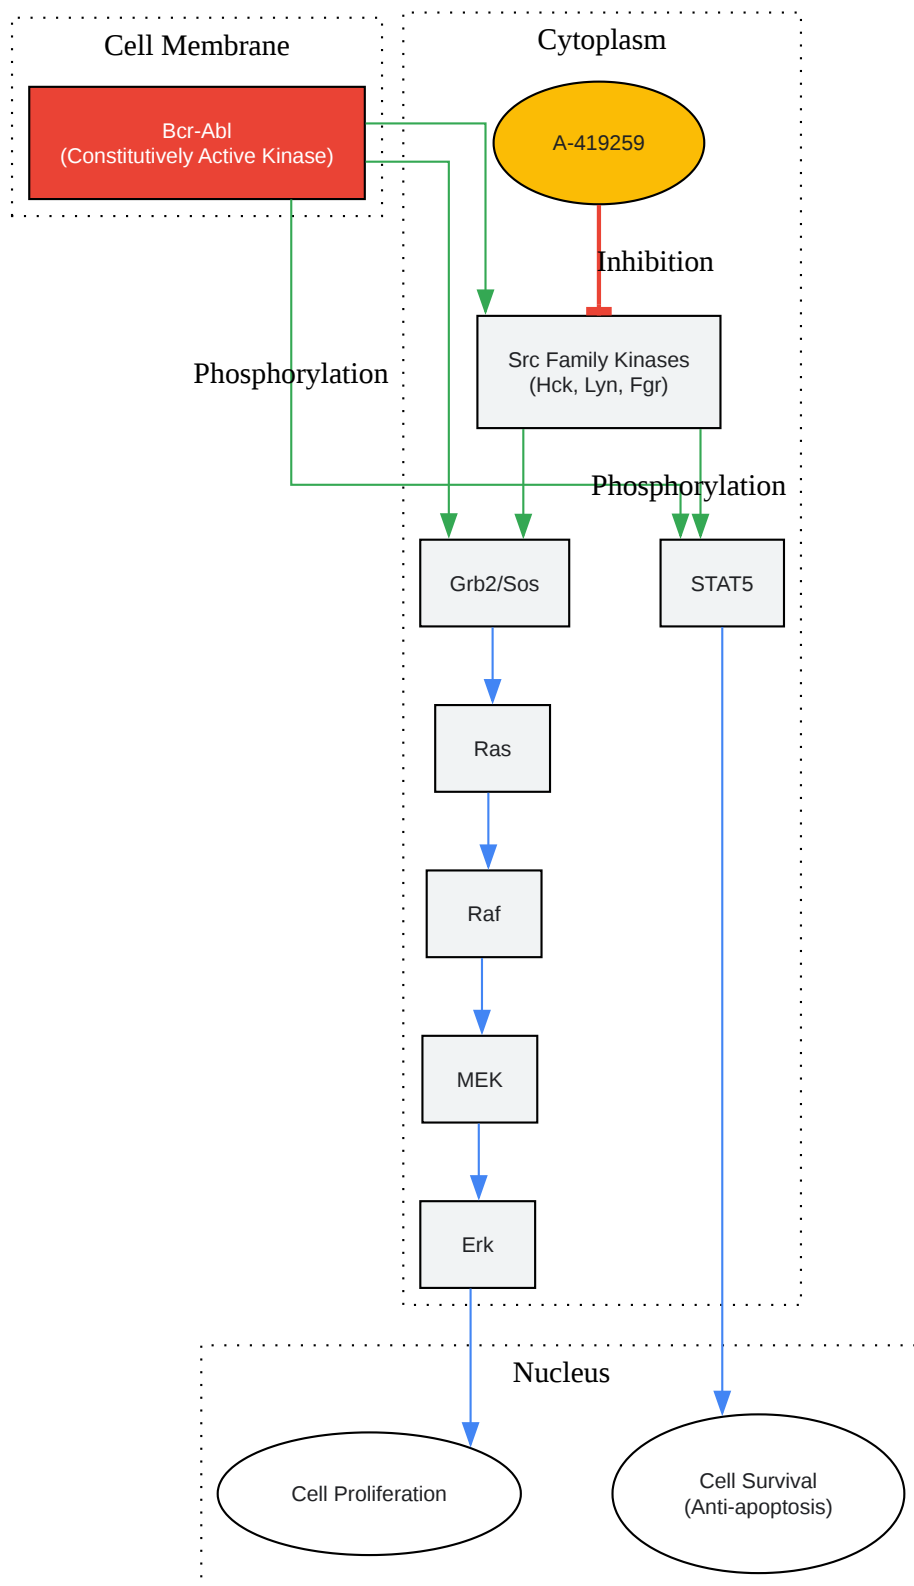 Cell Membrane
Bcr-Abl
(Constitutively Active Kinase)
Cytoplasm
A-419259
Inhibition
Src Family Kinases
(Hck, Lyn, Fgr)
Phosphorylation
Phosphorylation
Grb2/Sos
STAT5
Ras
Raf
MEK
Erk
Nucleus
Cell Proliferation
Cell Survival
(Anti-apoptosis)